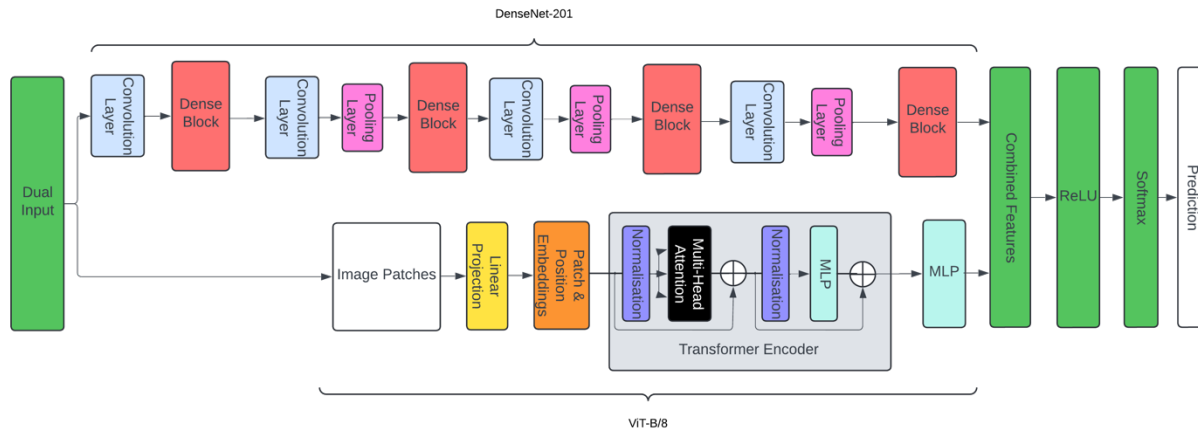 DenseNet-201
Dual
Input
Convolution
Layer
Dense
Block
Convolution
Layer
Pooling
Layer
Dense
Block
Convolution
Layer
Pooling
Layer
Dense
Block
Convolution
Layer
Pooling
Layer
Dense
Block
Image Patches
Linear
Projection
Patch &
Position
Embeddings
Normalisation
Multi-Head
Attention
Normalisation
MLP
Transformer Encoder
MLP
Combined Features
ReLU
Softmax
Prediction
ViT-B/8